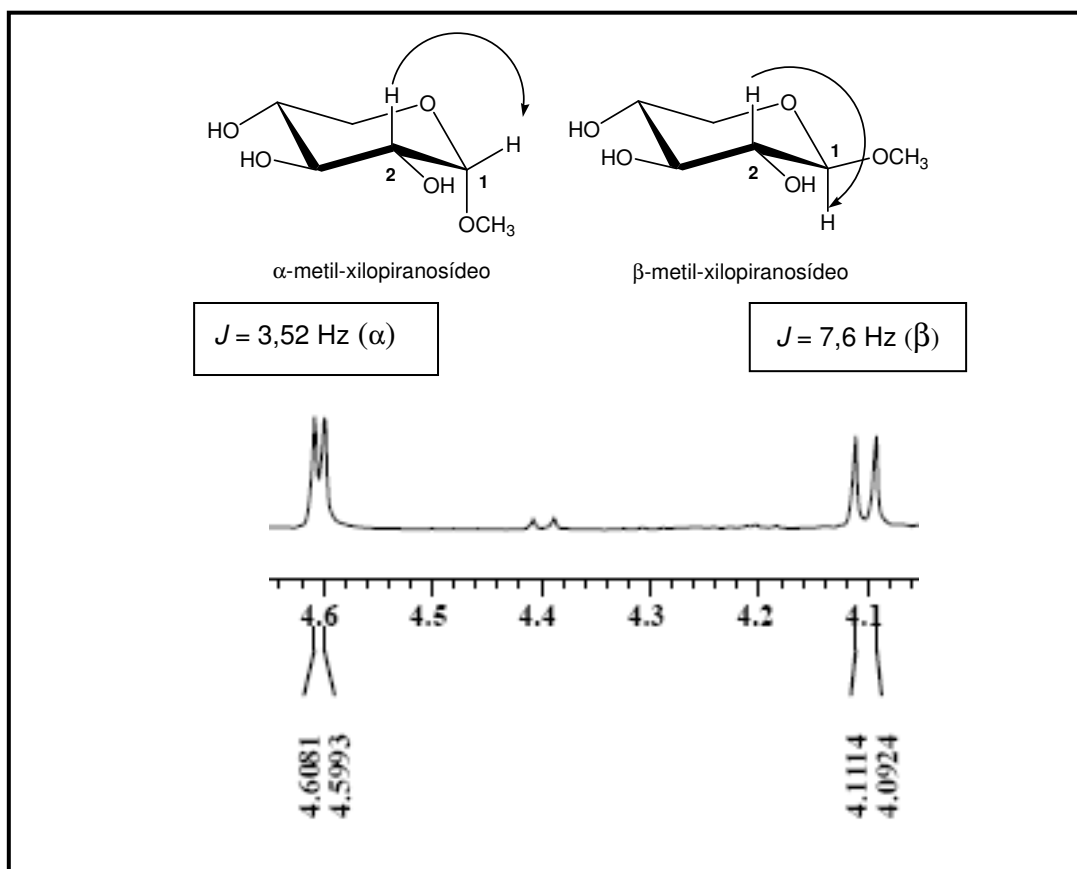 H
O
H
HO
HO
2
OH
1
OCH3
H
O
HO
HO
2
OH
1
OCH3
H
α-metil-xilopiranosídeo
β-metil-xilopiranosídeo
J = 3,52 Hz (α)
J = 7,6 Hz (β)
4.6 4.5 4.4 4.3 4.2 4.1
4.6081
4.5993
4.1114
4.0924